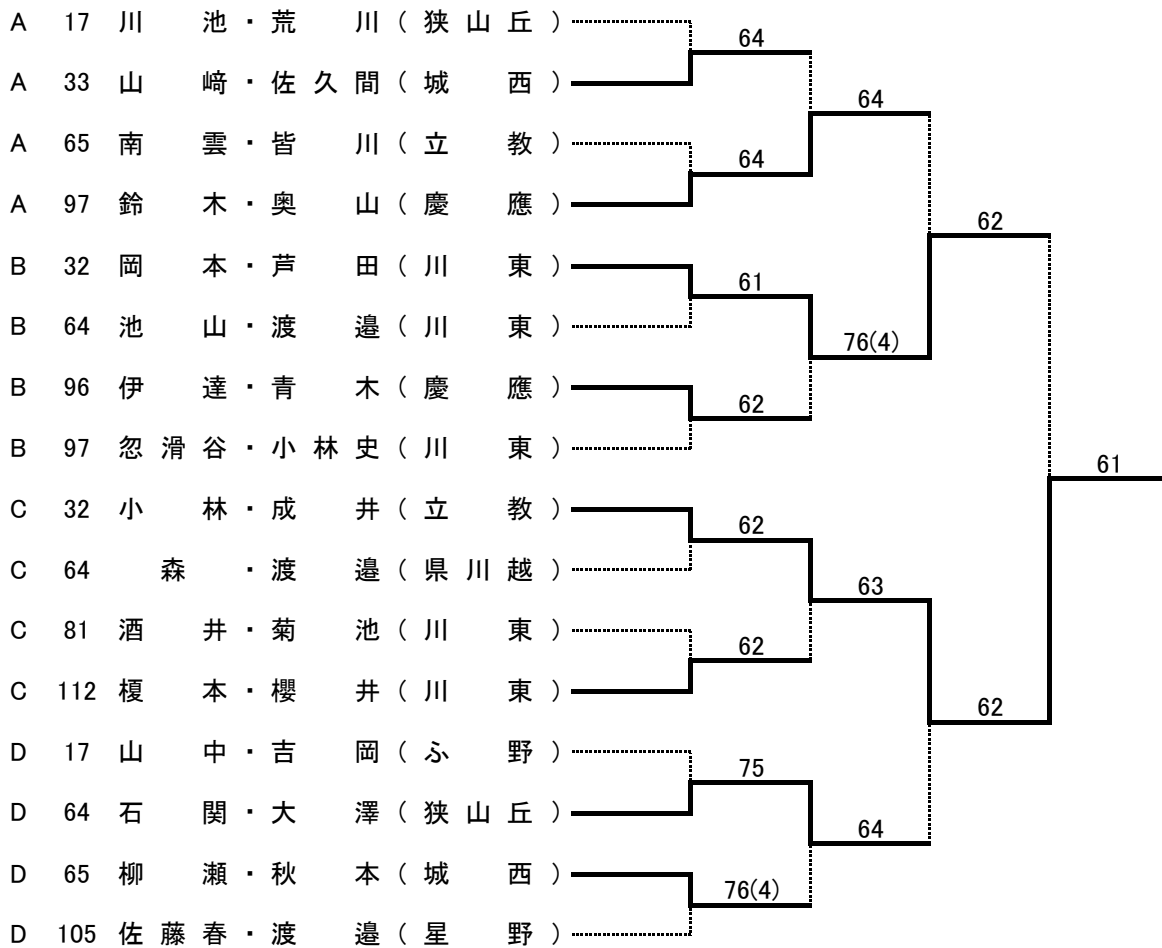 A 17 川池・荒川(狭山丘)
64
A 33 山﨑・佐久間(城西)
64
A 65 南雲・皆川(立教)
64
A 97 鈴木・奥山(慶應)
62
B 32 岡本・芦田(川東)
61
B 64 池山・渡邉(川東)
76(4)
B 96 伊達・青木(慶應)
62
B 97 忽滑谷・小林史(川東)
61
C 32 小林・成井(立教)
62
C 64 森・渡邉(県川越)
63
C 81 酒井・菊池(川東)
62
C 112 榎本・櫻井(川東)
62
D 17 山中・吉岡(ふ野)
75
D 64 石関・大澤(狭山丘)
64
D 65 柳瀬・秋本(城西)
76(4)
D 105 佐藤春・渡邉(星野)